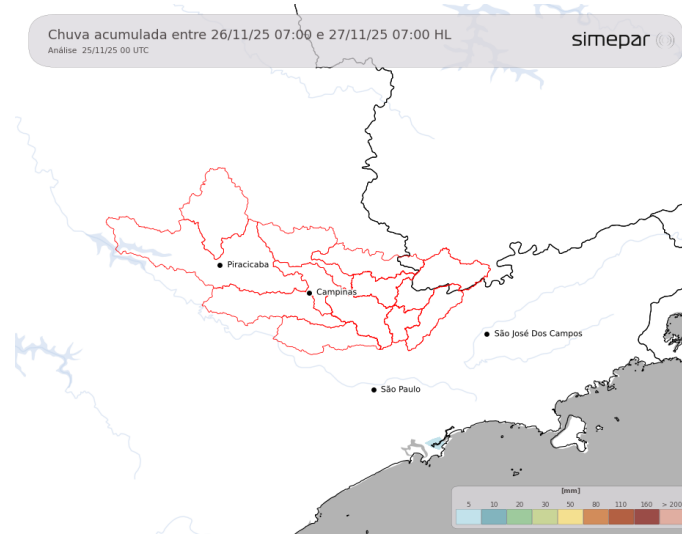 Chuva acumulada entre 26/11/25 07:00 e 27/11/25 07:00 HL
Análise 25/11/25 00 UTC
simepar
Piracicaba
Campinas
São José Dos Campos
São Paulo
[mm]
5 10 20 30 50 80 110 160 > 200